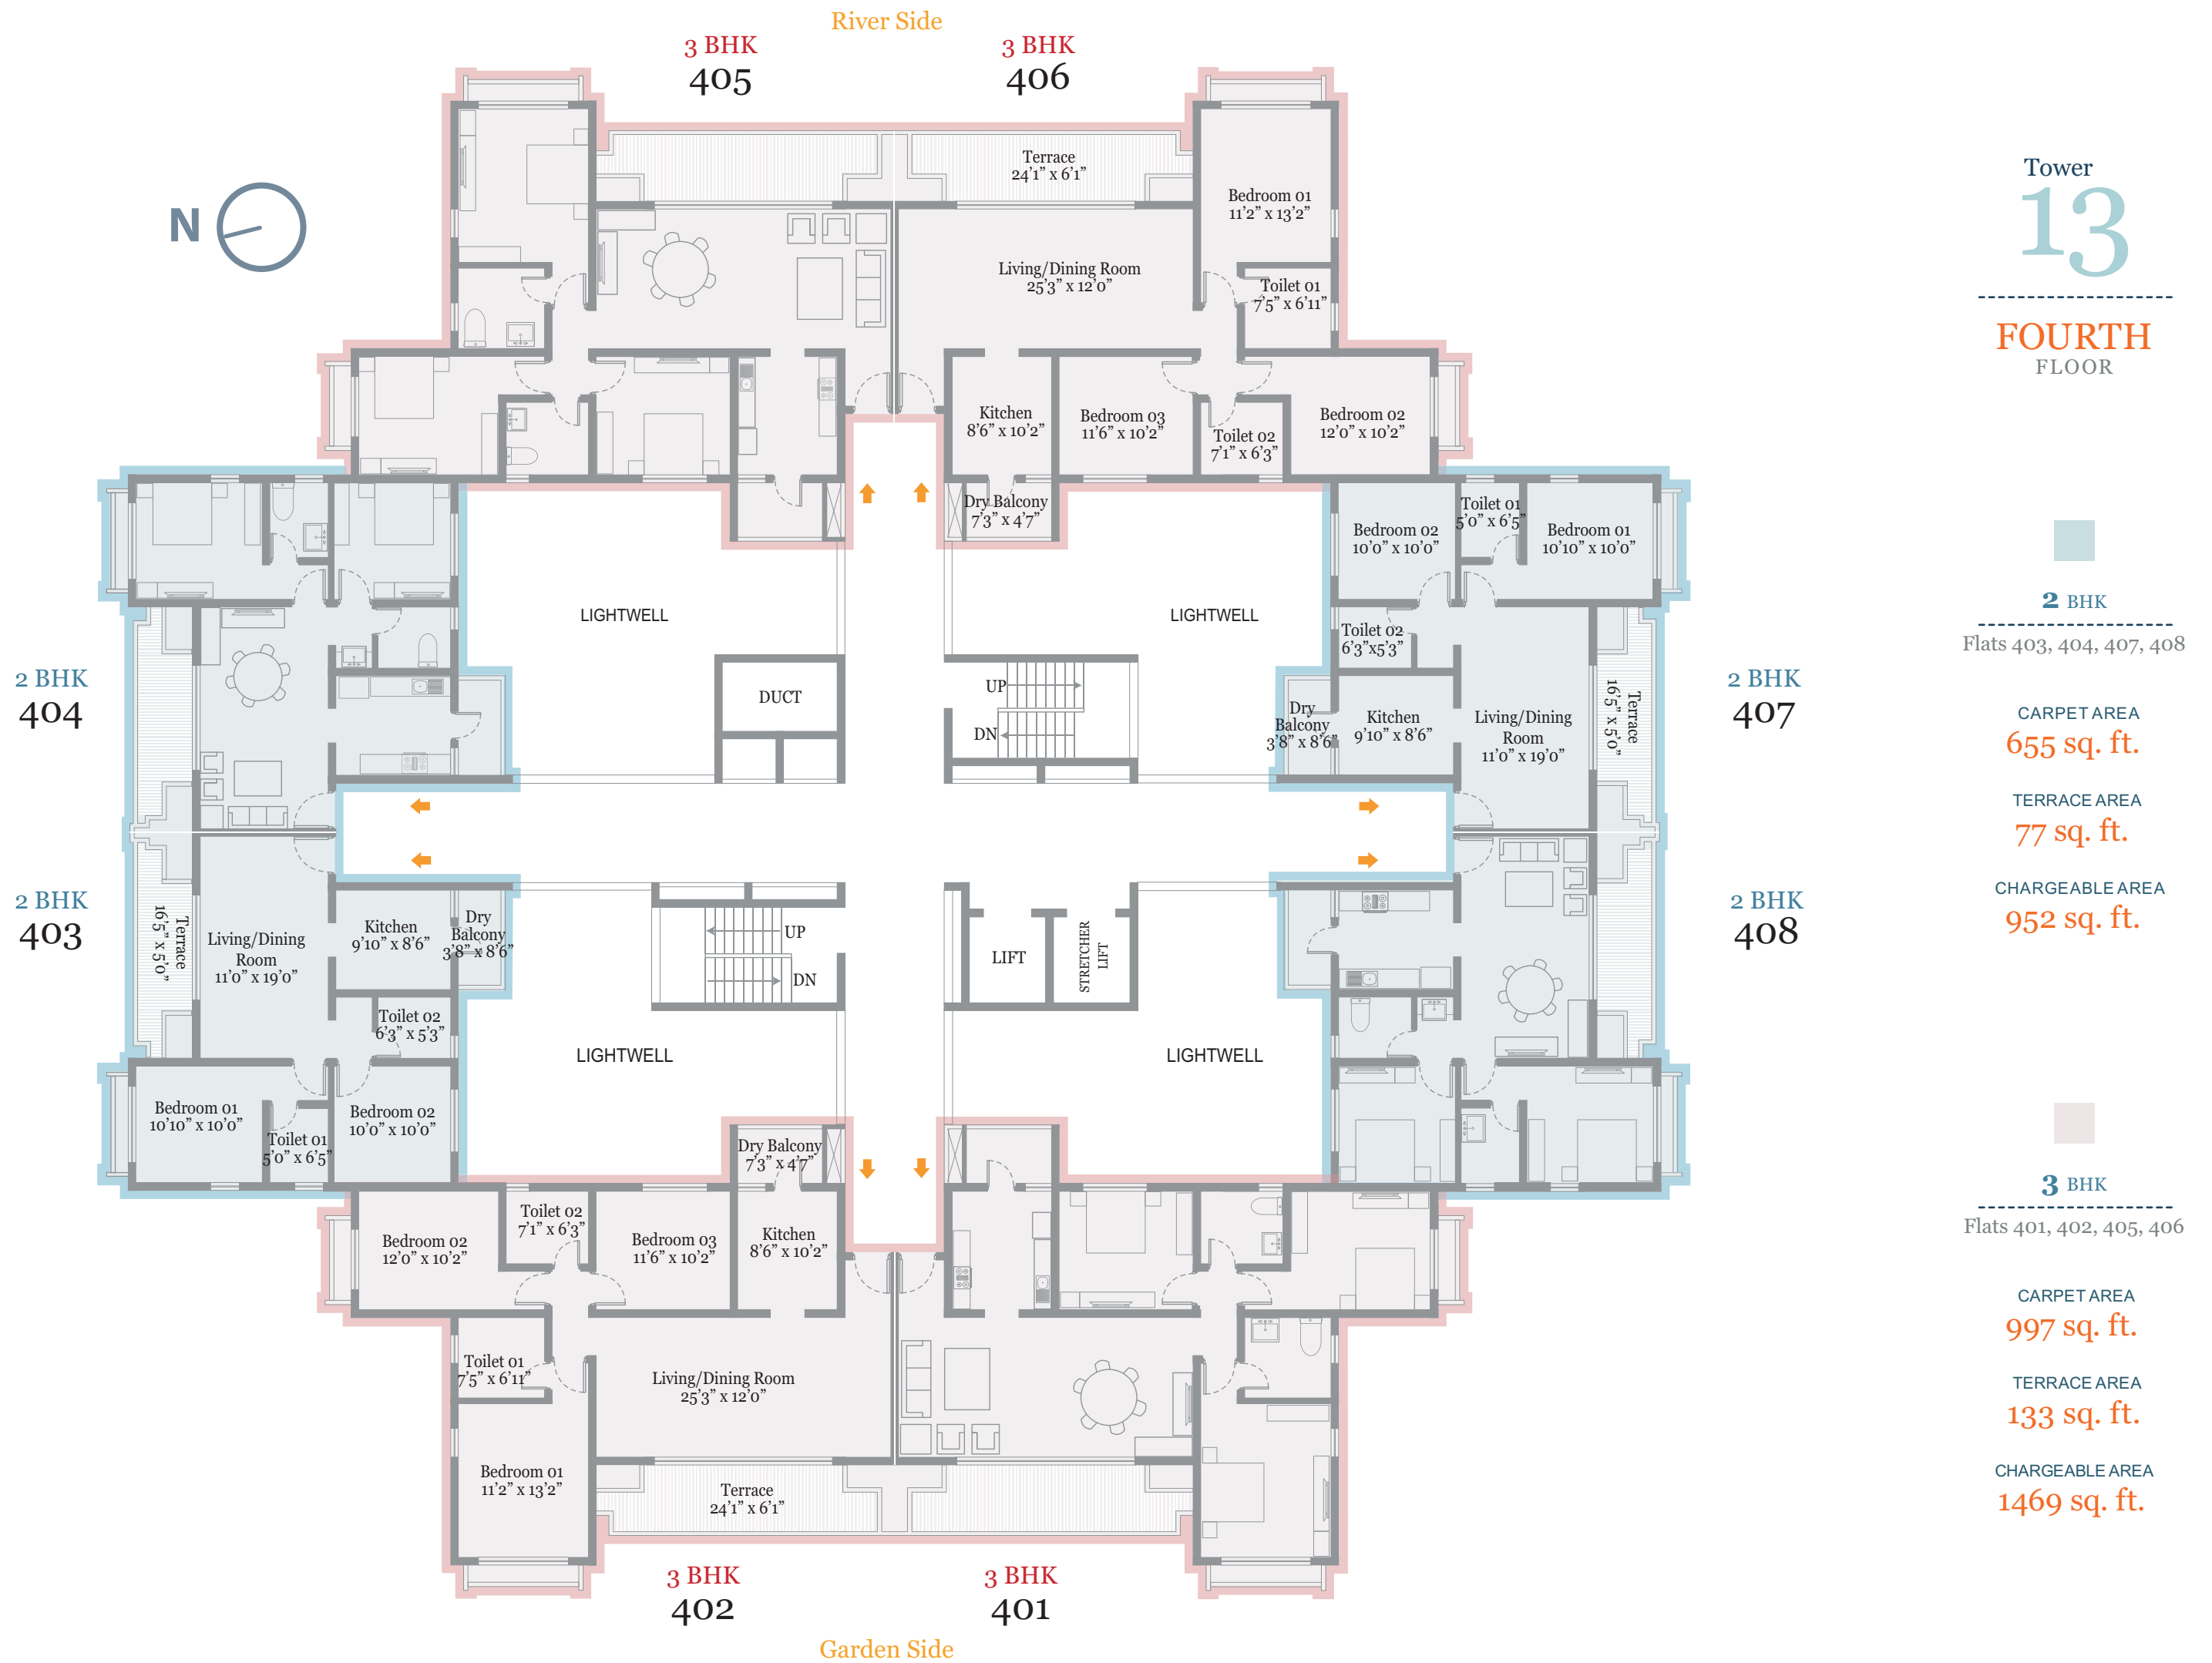 River Side
3 BHK
405
3 BHK
406
N
Terrace
24'1" x 6'1"
Bedroom 01
11'2" x 13'2"
Living/Dining Room
25'3" x 12'0"
Toilet 01
7'5" x 6'11"
Kitchen
8'6" x 10'2"
Bedroom 03
11'6" x 10'2"
Toilet 02
7'1" x 6'3"
Bedroom 02
12'0" x 10'2"
Dry Balcony
7'3" x 4'7"
Bedroom 02
10'0" x 10'0"
Toilet 01
5'0" x 6'5"
Bedroom 01
10'10" x 10'0"
LIGHTWELL
LIGHTWELL
Toilet 02
6'3"x5'3"
2 BHK
404
DUCT
UP
DN
Dry
Balcony
3'8" x 8'6"
Kitchen
9'10" x 8'6"
Living/Dining
Room
11'0" x 19'0"
Terrace
16'5" x 5'0"
2 BHK
407
2 BHK
403
Terrace
16'5" x 5'0"
Living/Dining
Room
11'0" x 19'0"
Kitchen
9'10" x 8'6"
Dry
Balcony
3'8" x 8'6"
UP
DN
LIFT
STRETCHER
LIFT
2 BHK
408
Toilet 02
6'3" x 5'3"
LIGHTWELL
LIGHTWELL
Bedroom 01
10'10" x 10'0"
Toilet 01
5'0" x 6'5"
Bedroom 02
10'0" x 10'0"
Dry Balcony
7'3" x 4'7"
Bedroom 02
12'0" x 10'2"
Toilet 02
7'1" x 6'3"
Bedroom 03
11'6" x 10'2"
Kitchen
8'6" x 10'2"
Toilet 01
7'5" x 6'11"
Living/Dining Room
25'3" x 12'0"
Bedroom 01
11'2" x 13'2"
Terrace
24'1" x 6'1"
3 BHK
402
3 BHK
401
Garden Side
Tower
13
FOURTH
FLOOR
2 BHK
Flats 403, 404, 407, 408
CARPET AREA
655 sq. ft.
TERRACE AREA
77 sq. ft.
CHARGEABLE AREA
952 sq. ft.
3 BHK
Flats 401, 402, 405, 406
CARPET AREA
997 sq. ft.
TERRACE AREA
133 sq. ft.
CHARGEABLE AREA
1469 sq. ft.